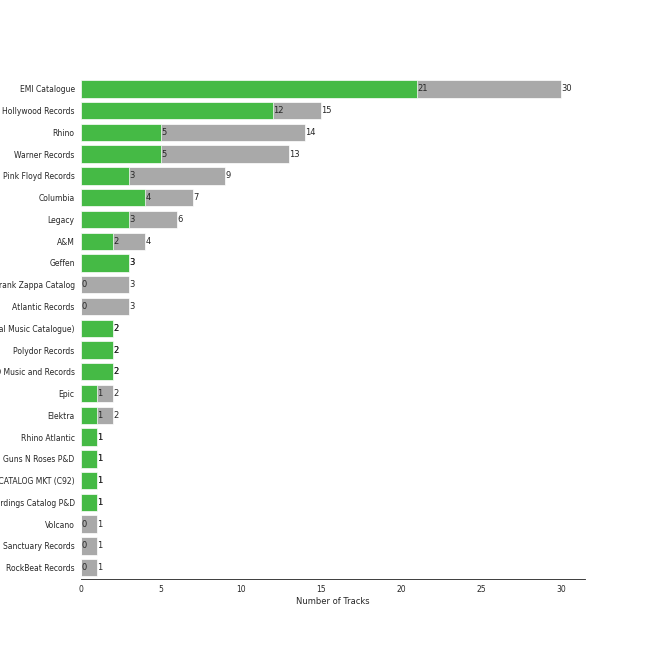 EMI Catalogue 21 30
Hollywood Records 12 15
Rhino 5 14
Warner Records 5 13
Pink Floyd Records 3 9
Columbia 4 7
Legacy 3 6
A&M 2 4
Geffen 3
Zappa Catalog 0 3
Atlantic Records 0 3
Music Catalogue) 2
Polydor Records 2
Music and Records 2
Epic 1 2
Elektra 1 2
Rhino Atlantic 1
Guns N Roses P&D 1
CATALOG MKT (C92) 1
Catalog P&D 1
Volcano 0 1
Sanctuary Records 0 1
RockBeat Records 0 1
0 5 10 15 20 25 30
Number of Tracks